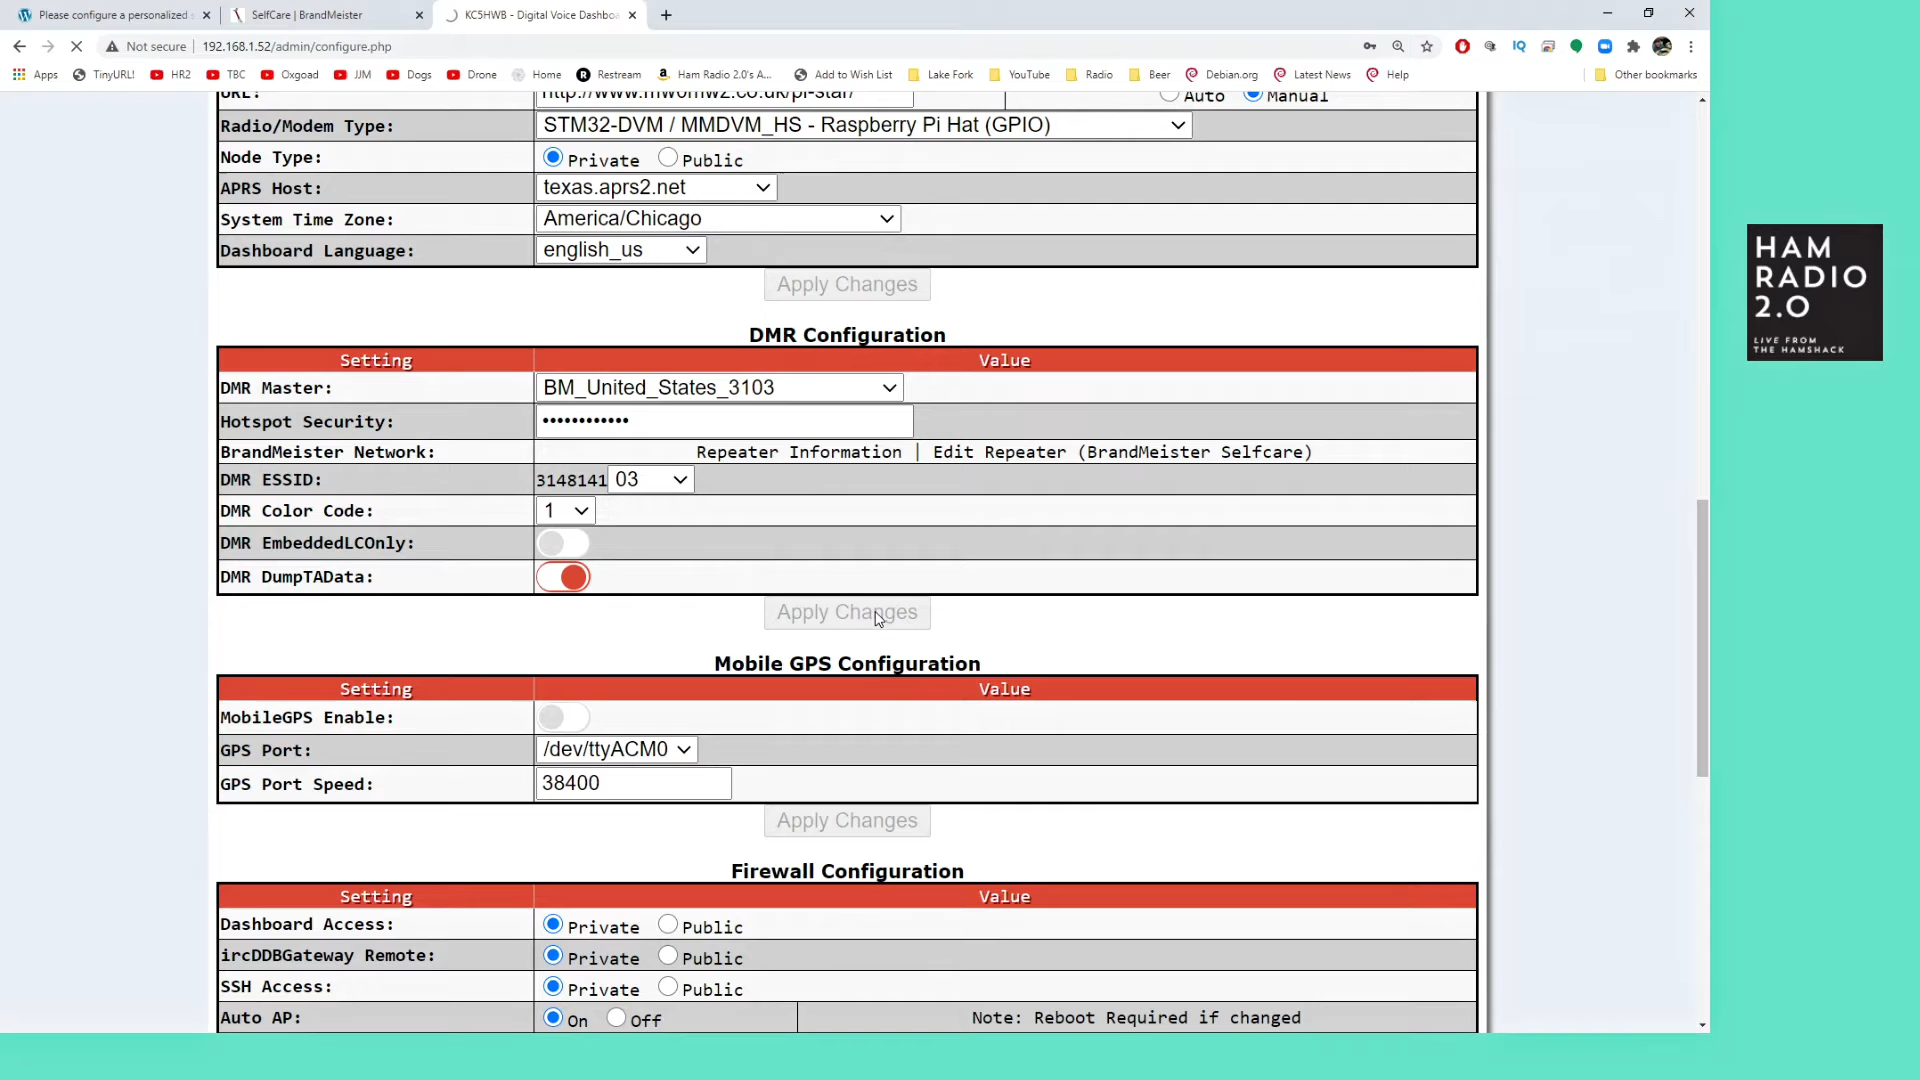 Please configure a personalized
SelfCare | BrandMeister
KC5HWB - Digital Voice Dashbo
Not secure
192.168.1.52/admin/configure.php
Apps
TinyURL!
HR2
TBC
Oxgoad
JJM
Dogs
Drone
Home
Restream
Ham Radio 2.0's A...
Add to Wish List
Lake Fork
YouTube
Radio
Beer
Debian.org
Latest News
Help
Other bookmarks
URL:
http://www.mw0mwz.co.uk/pi-star/
Auto
Manual
Radio/Modem Type:
STM32-DVM / MMDVM_HS - Raspberry Pi Hat (GPIO)
Node Type:
Private
Public
APRS Host:
texas.aprs2.net
System Time Zone:
America/Chicago
Dashboard Language:
english_us
Apply Changes
DMR Configuration
Setting
Value
DMR Master:
BM_United_States_3103
Hotspot Security:
••••••••••••
BrandMeister Network:
Repeater Information | Edit Repeater (BrandMeister Selfcare)
DMR ESSID:
3148141
03
DMR Color Code:
1
DMR EmbeddedLCOnly:
DMR DumpTAData:
Apply Changes
Mobile GPS Configuration
Setting
Value
MobileGPS Enable:
GPS Port:
/dev/ttyACM0
GPS Port Speed:
38400
Apply Changes
Firewall Configuration
Setting
Value
Dashboard Access:
Private
Public
ircDDBGateway Remote:
Private
Public
SSH Access:
Private
Public
Auto AP:
On
Off
Note: Reboot Required if changed
HAM
RADIO
2.0
LIVE FROM
THE HAMSHACK